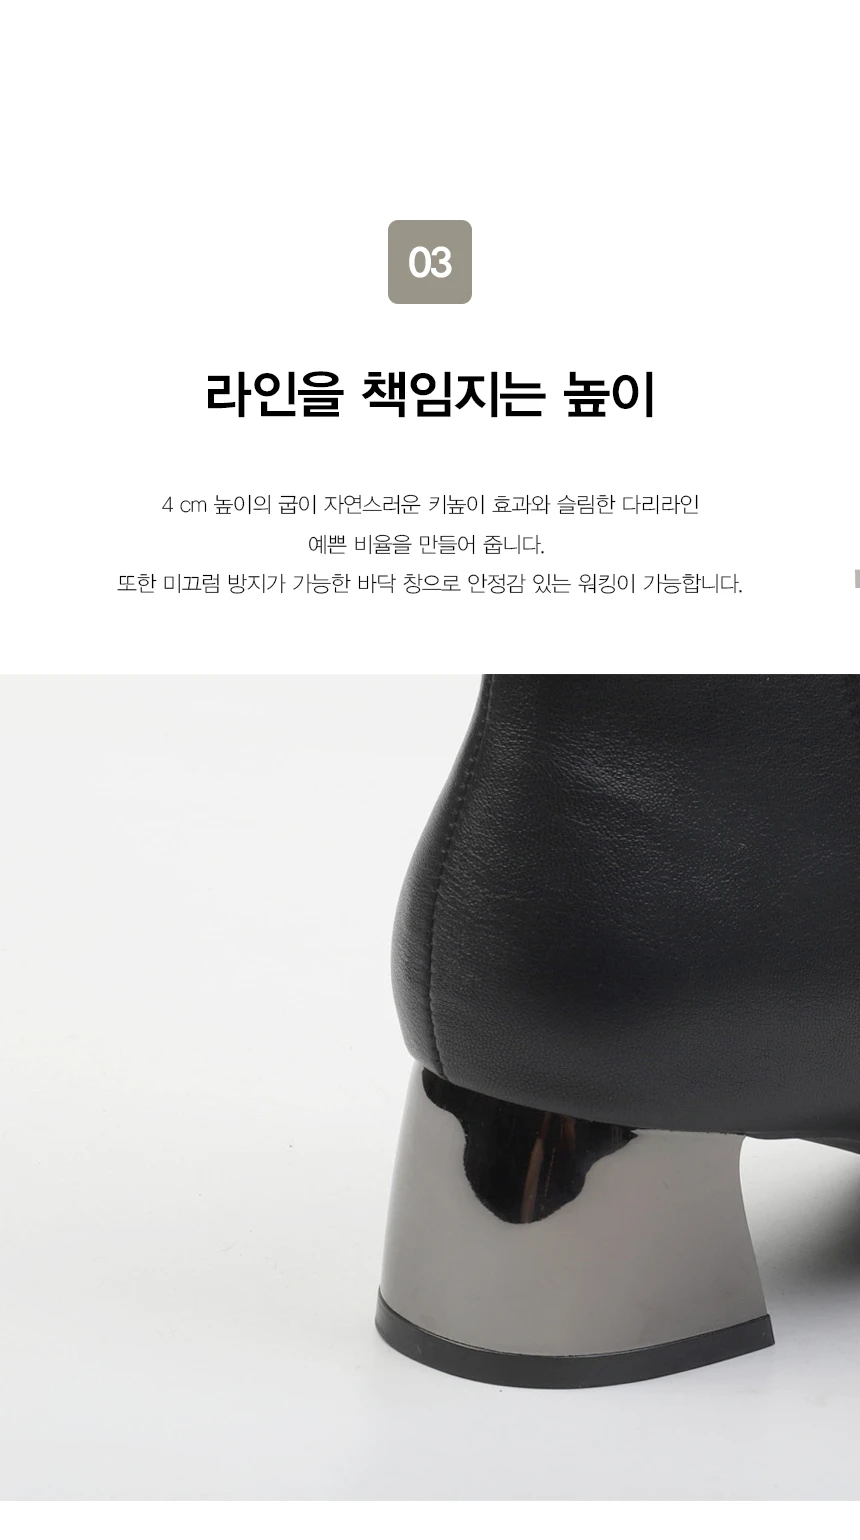 03
라인을 책임지는 높이
4 cm 높이의 굽이 자연스러운 키높이 효과와 슬림한 다리라인
예쁜 비율을 만들어 줍니다.
또한 미끄럼 방지가 가능한 바닥 창으로 안정감 있는 워킹이 가능합니다.